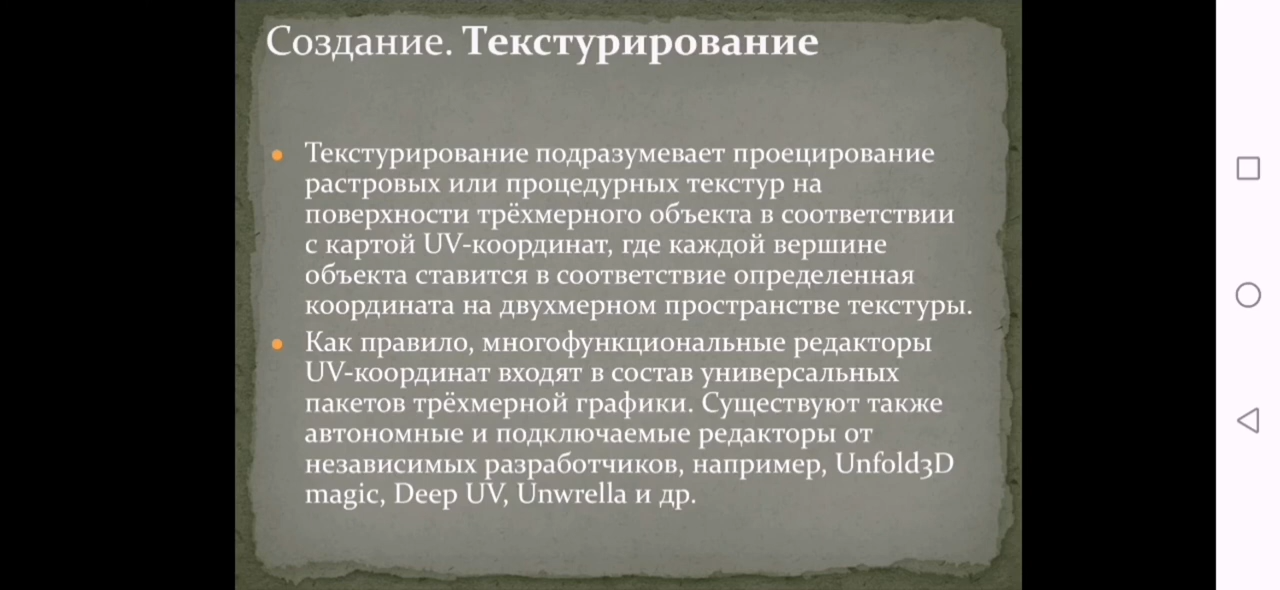 Создание. Текстурирование
Текстурирование подразумевает проецирование
растровых или процедурных текстур на
поверхности трёхмерного объекта в соответствии
с картой UV-координат, где каждой вершине
объекта ставится в соответствие определенная
координата на двухмерном пространстве текстуры.
Как правило, многофункциональные редакторы
UV-координат входят в состав универсальных
пакетов трёхмерной графики. Существуют также
автономные и подключаемые редакторы от
независимых разработчиков, например, Unfold3D
magic, Deep UV, Unwrella и др.